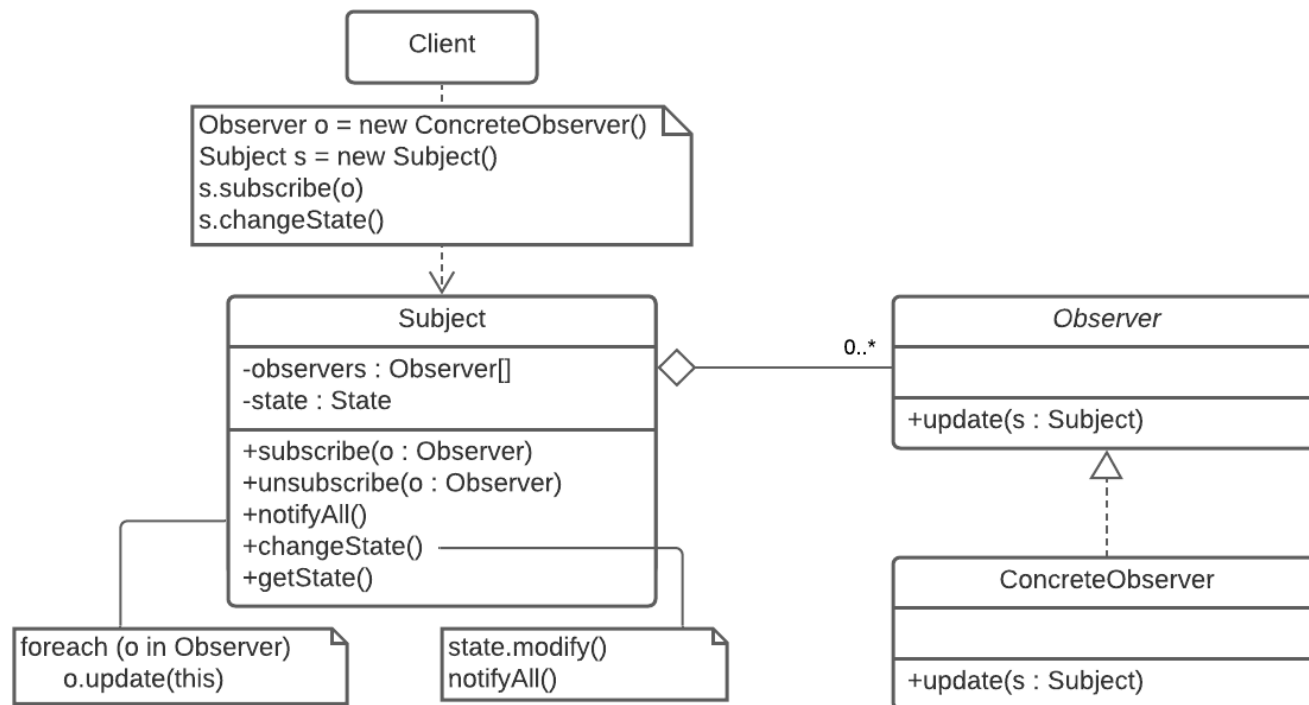 Client
Observer o = new ConcreteObserver()
Subject s = new Subject()
s.subscribe(o)
s.changeState()
Subject
-observers : Observer[]
-state : State
+subscribe(o : Observer)
+unsubscribe(o : Observer)
+notifyAll()
+changeState()
+getState()
0..*
Observer
+update(s : Subject)
ConcreteObserver
+update(s : Subject)
foreach (o in Observer)
o.update(this)
state.modify()
notifyAll()